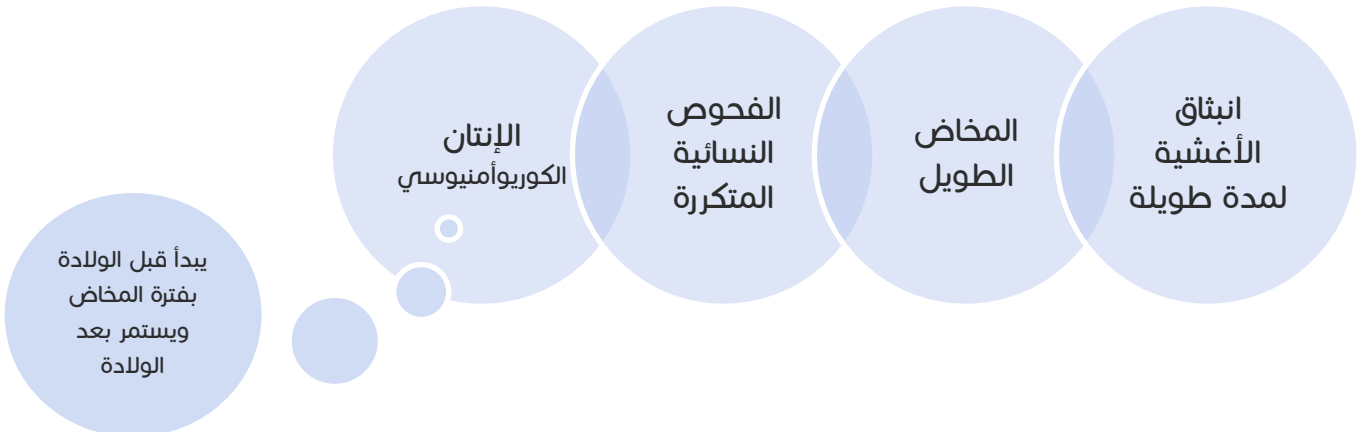 انبثاق
الأغشية
لمدة طويلة
المخاض
الطويل
الفحوص
النسائية
المتكررة
الإنتان
الكوريوأمنيوسي
يبدأ قبل الولادة
بفترة المخاض
ويستمر بعد
الولادة